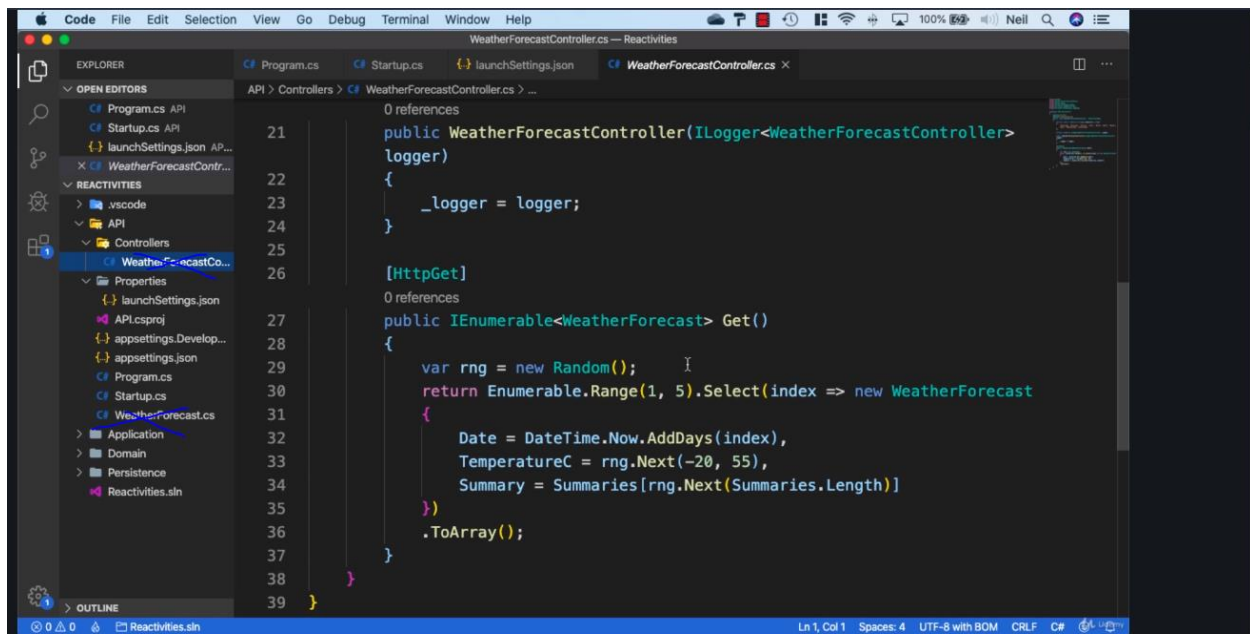 Code File Edit Selection View Go Debug Terminal Window Help 100% Neil
WeatherForecastController.cs — Reactivities
EXPLORER
Program.cs Startup.cs launchSettings.json WeatherForecastController.cs ×
OPEN EDITORS
API > Controllers > WeatherForecastController.cs > ...
Program.cs API
Startup.cs API
{..} launchSettings.json AP...
× WeatherForecastContr...
REACTIVITIES
> .vscode
API
Controllers
WeatherForecastCo...
Properties
{..} launchSettings.json
API.csproj
{..} appsettings.Develop...
{..} appsettings.json
Program.cs
Startup.cs
WeatherForecast.cs
> Application
> Domain
> Persistence
Reactivities.sln
> OUTLINE
0 references
21 public WeatherForecastController(ILogger<WeatherForecastController>
logger)
22 {
23 _logger = logger;
24 }
25
26 [HttpGet]
0 references
27 public IEnumerable<WeatherForecast> Get()
28 {
29 var rng = new Random();
30 return Enumerable.Range(1, 5).Select(index => new WeatherForecast
31 {
32 Date = DateTime.Now.AddDays(index),
33 TemperatureC = rng.Next(-20, 55),
34 Summary = Summaries[rng.Next(Summaries.Length)]
35 })
36 .ToArray();
37 }
38 }
39 }
0 0 Reactivities.sln Ln 1, Col 1 Spaces: 4 UTF-8 with BOM CRLF C#